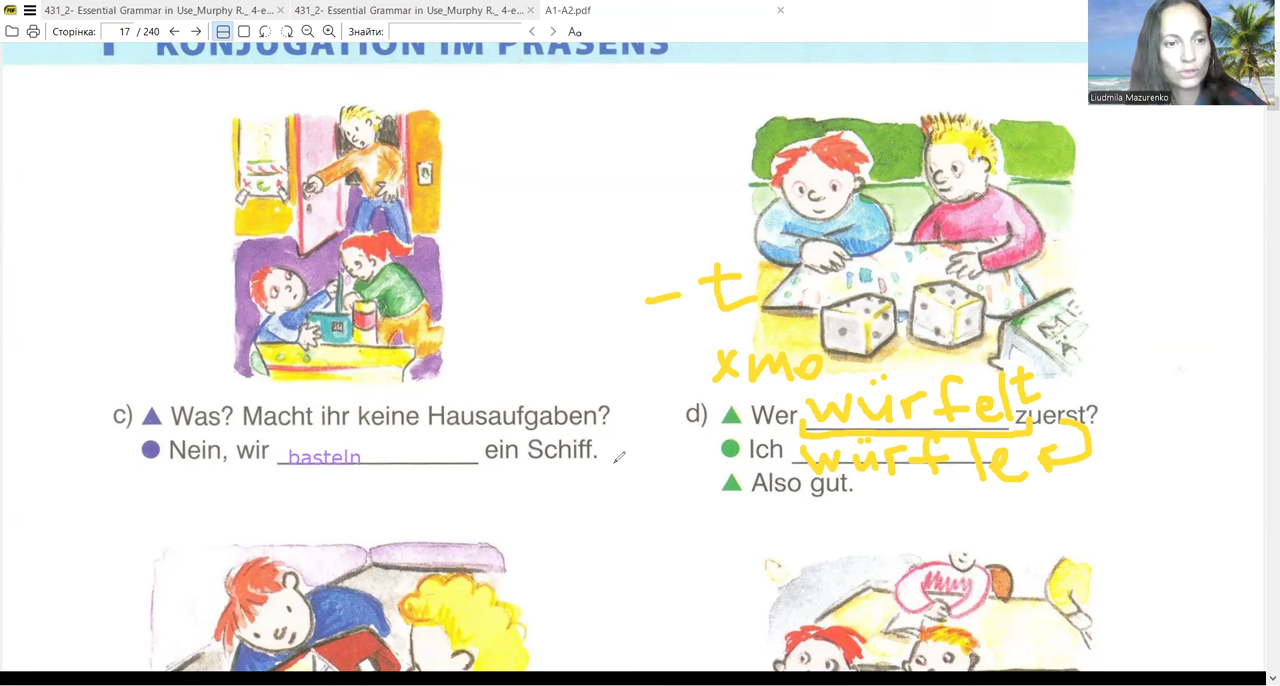 431_2- Essential Grammar in Use_Murphy R._ 4-e... × 431_2- Essential Grammar in Use_Murphy R._ 4-e... × A1-A2.pdf ×
Сторінка: 17 / 240 Знайти: Aa
KONJUGATION IM PRÄSENS
Liudmila Mazurenko
- t
хто
c) Was? Macht ihr keine Hausaufgaben?
Nein, wir basteln ein Schiff.
d) Wer würfelt zuerst?
Ich würfle
Also gut.